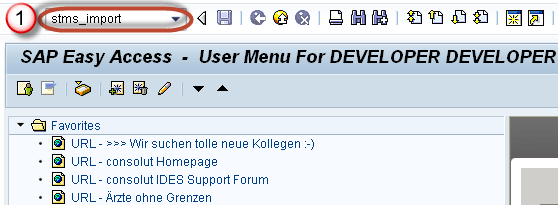 1 stms_import
SAP Easy Access - User Menu For DEVELOPER DEVELOPER
Favorites
URL - >>> Wir suchen tolle neue Kollegen :-)
URL - consolut Homepage
URL - consolut IDES Support Forum
URL - Ärzte ohne Grenzen